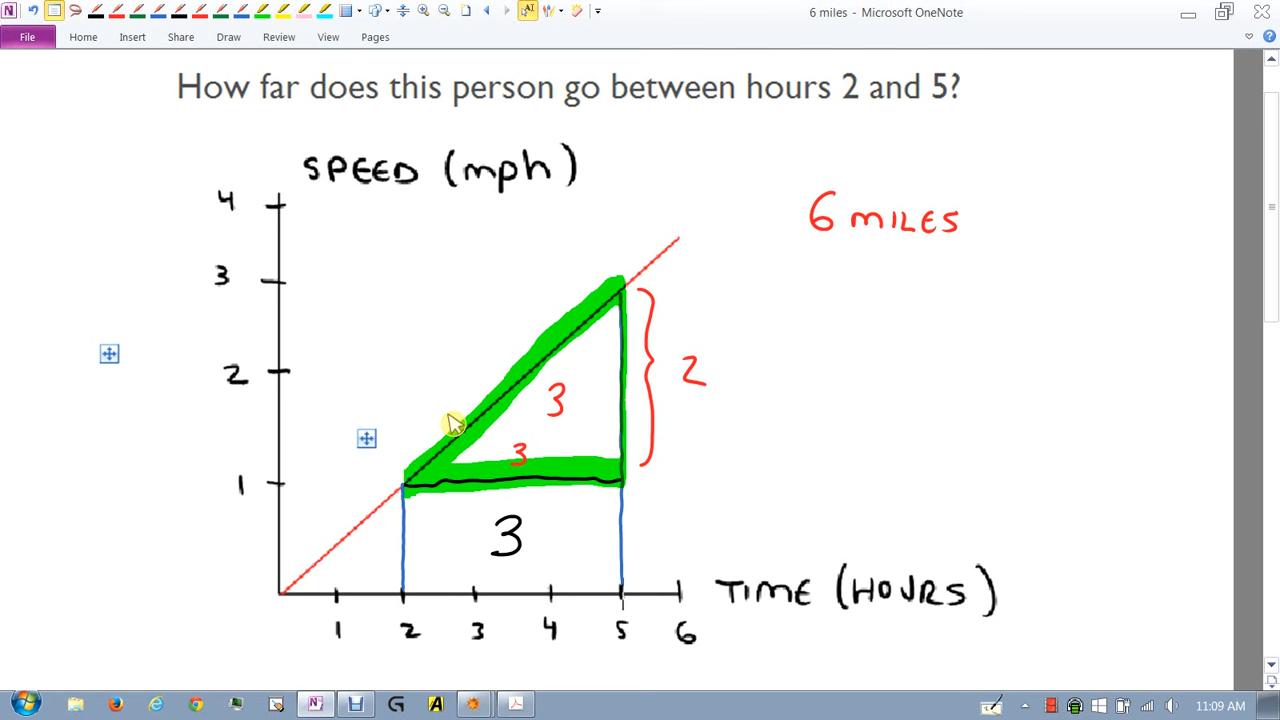 6 miles - Microsoft OneNote
File Home Insert Share Draw Review View Pages
How far does this person go between hours 2 and 5?
SPEED (mph)
4
6 MILES
3
2
2
3
3
1
3
TIME (HOURS)
1 2 3 4 5 6
11:09 AM